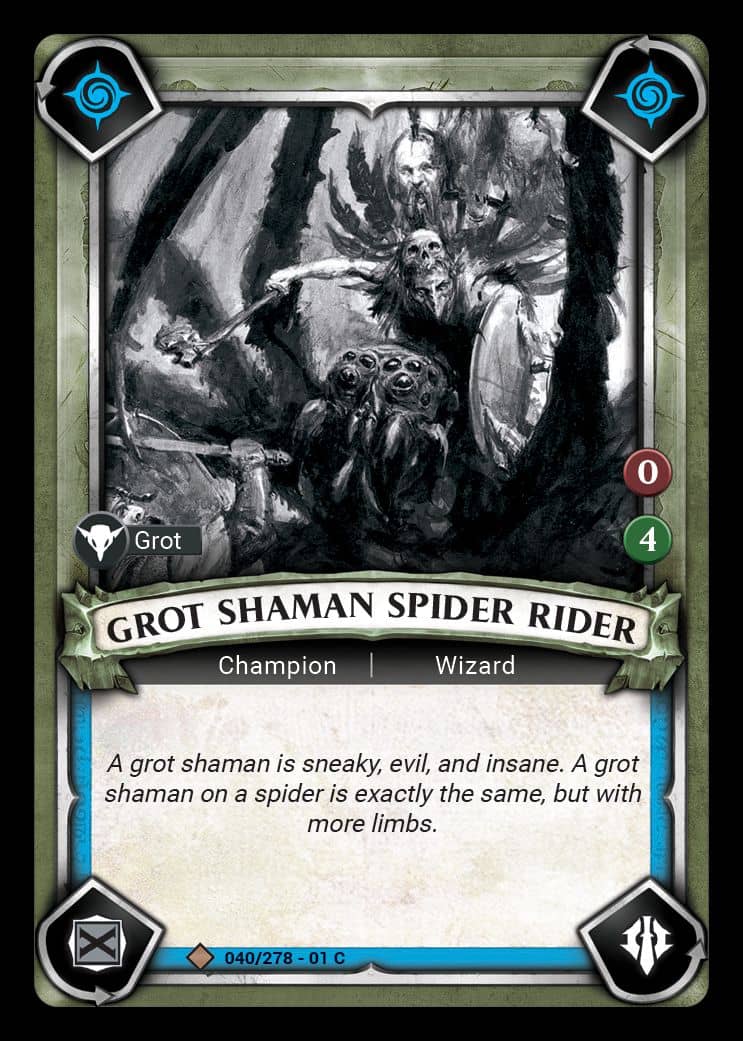 0
Grot
4
GROT SHAMAN SPIDER RIDER
Champion | Wizard
A grot shaman is sneaky, evil, and insane. A grot
shaman on a spider is exactly the same, but with
more limbs.
040/278 - 01 C